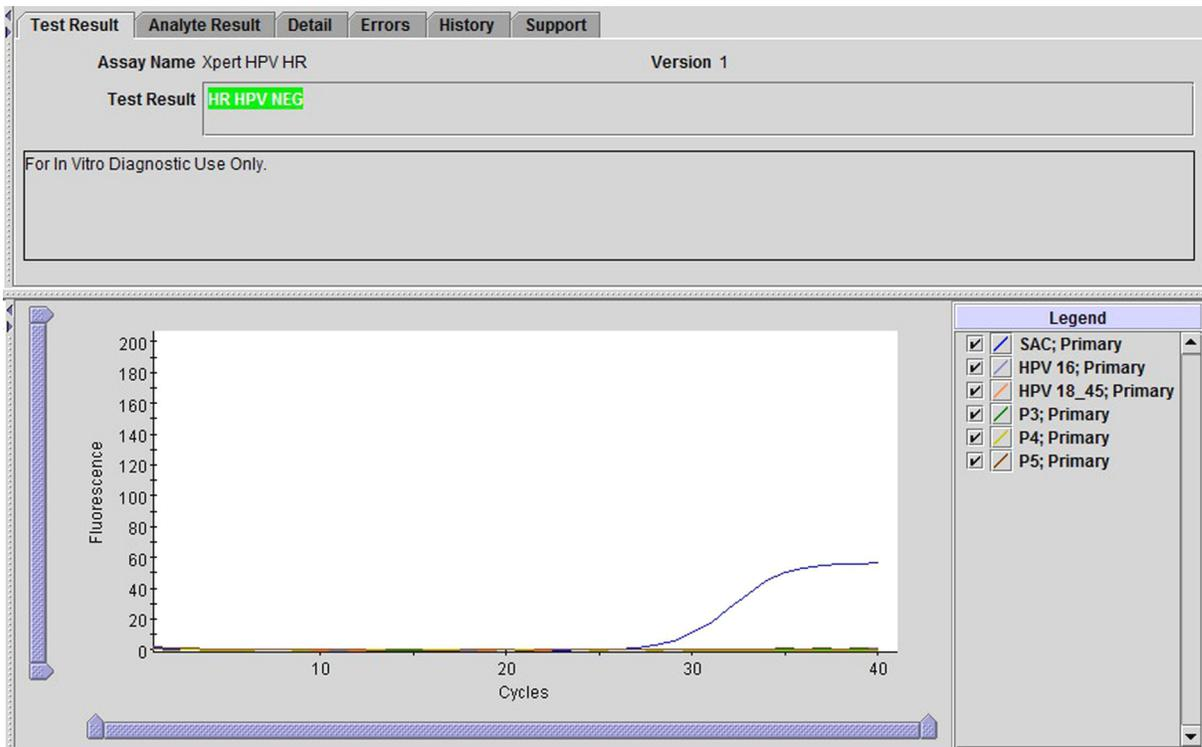 Test Result Analyte Result Detail Errors History Support
Assay Name Xpert HPV HR Version 1
Test Result HR HPV NEG
For In Vitro Diagnostic Use Only.
Legend
SAC; Primary
HPV 16; Primary
HPV 18_45; Primary
P3; Primary
P4; Primary
P5; Primary
Fluorescence
200
180
160
140
120
100
80
60
40
20
0
10 20 30 40
Cycles